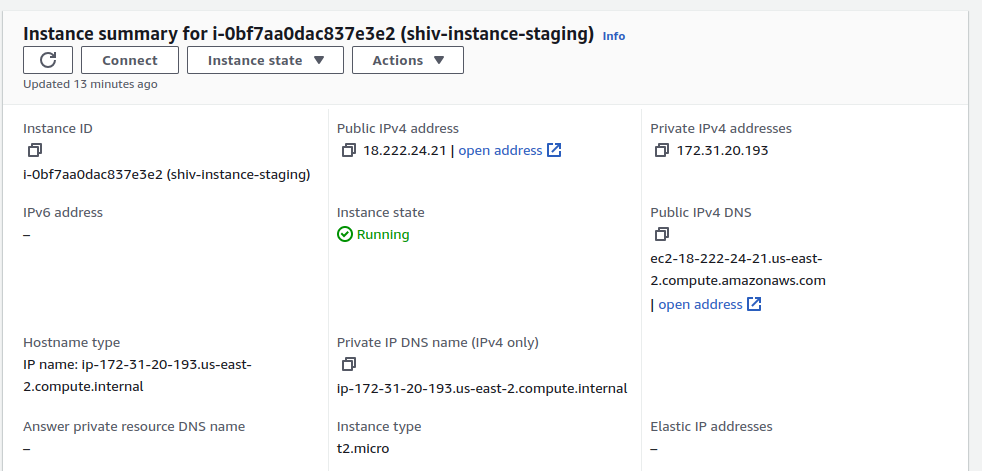 Instance summary for i-0bf7aa0dac837e3e2 (shiv-instance-staging) Info
Connect Instance state Actions
Updated 13 minutes ago
Instance ID
i-0bf7aa0dac837e3e2 (shiv-instance-staging)
Public IPv4 address
18.222.24.21 | open address
Private IPv4 addresses
172.31.20.193
IPv6 address
–
Instance state
Running
Public IPv4 DNS
ec2-18-222-24-21.us-east-
2.compute.amazonaws.com
| open address
Hostname type
IP name: ip-172-31-20-193.us-east-
2.compute.internal
Private IP DNS name (IPv4 only)
ip-172-31-20-193.us-east-2.compute.internal
Answer private resource DNS name
–
Instance type
t2.micro
Elastic IP addresses
–